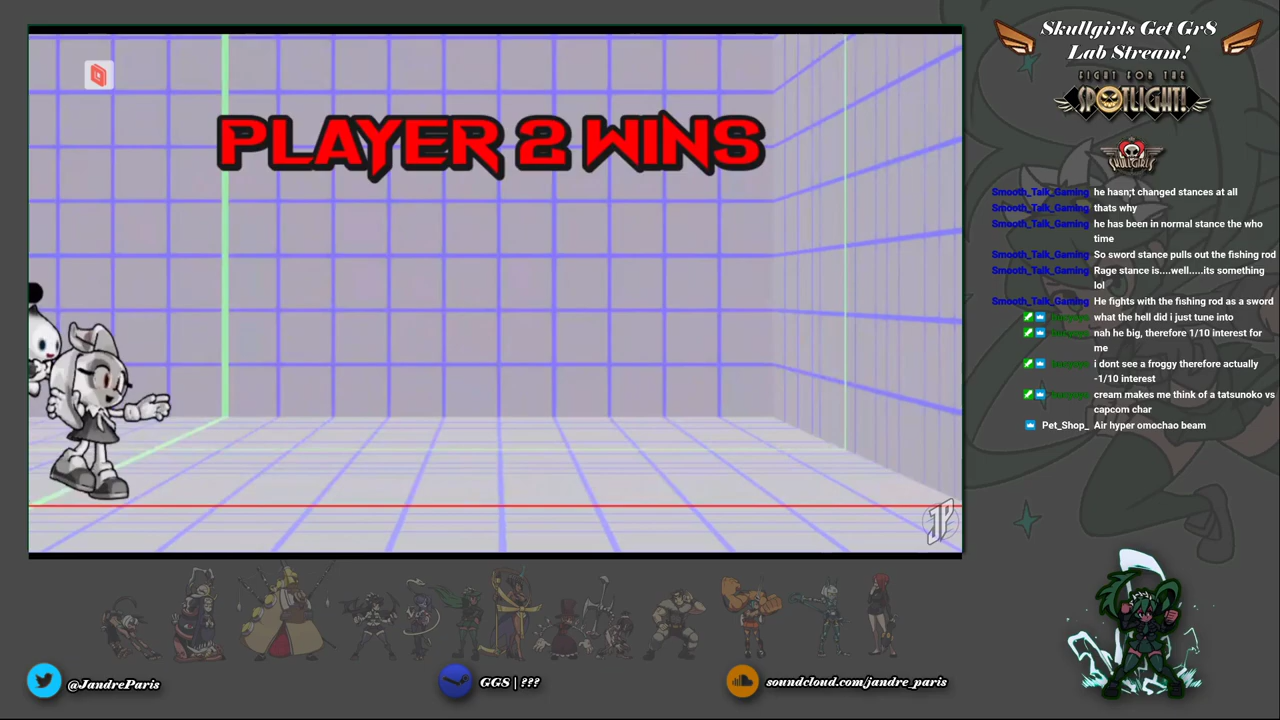 Skullgirls Get Gr8
Lab Stream!
FIGHT FOR THE
SPOTLIGHT!
SKULLGIRLS
PLAYER 2 WINS
Smooth_Talk_Gaming he hasn;t changed stances at all
Smooth_Talk_Gaming thats why
Smooth_Talk_Gaming he has been in normal stance the who
time
Smooth_Talk_Gaming So sword stance pulls out the fishing rod
Smooth_Talk_Gaming Rage stance is....well.....its something
lol
Smooth_Talk_Gaming He fights with the fishing rod as a sword
what the hell did i just tune into
nah he big, therefore 1/10 interest for
me
i dont see a froggy therefore actually
-1/10 interest
cream makes me think of a tatsunoko vs
capcom char
Pet_Shop_ Air hyper omochao beam
JP
@JandreParis
GGS | ???
soundcloud.com/jandre_paris